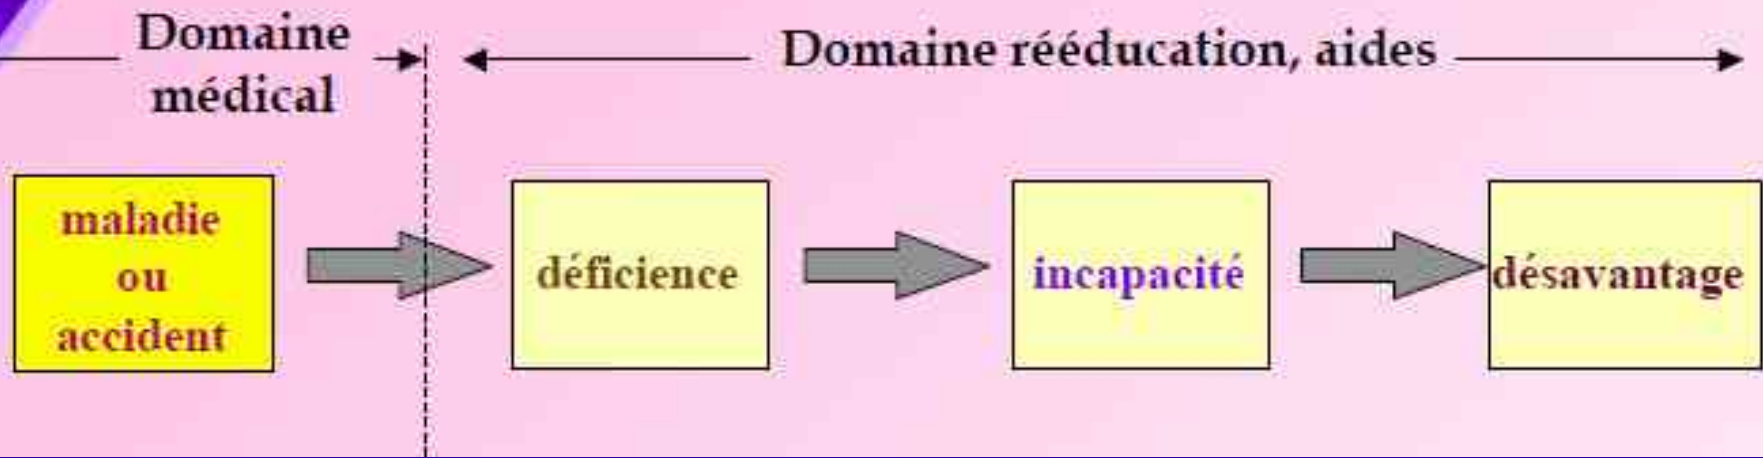 Domaine
médical
Domaine rééducation, aides
maladie
ou
accident
déficience
incapacité
désavantage